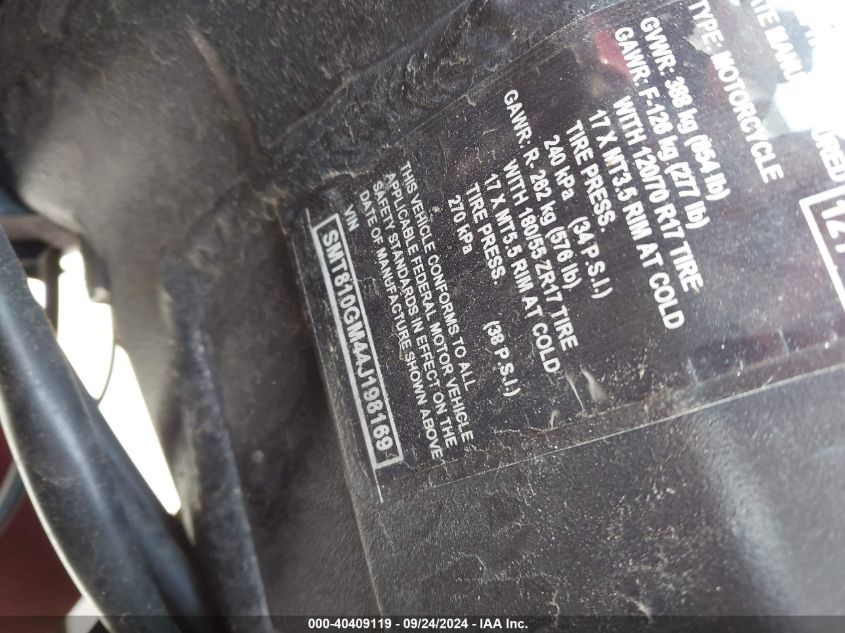 TYPE: MOTORCYCLE
GVWR: 388 kg (854 lb)
GAWR: F-126 kg (277 lb)
WITH 120/70 R17 TIRE
17 X MT3.5 RIM AT COLD
TIRE PRESS.
240 kPa (34 P.S.I.)
GAWR: R- 262 kg (576 lb)
WITH 180/55 ZR17 TIRE
17 X MT5.5 RIM AT COLD
TIRE PRESS.
270 kPa (38 P.S.I.)
THIS VEHICLE CONFORMS TO ALL
APPLICABLE FEDERAL MOTOR VEHICLE
SAFETY STANDARDS IN EFFECT ON THE
DATE OF MANUFACTURE SHOWN ABOVE
VIN
SMT810GM44J198169
000-40409119 - 09/24/2024 - IAA Inc.